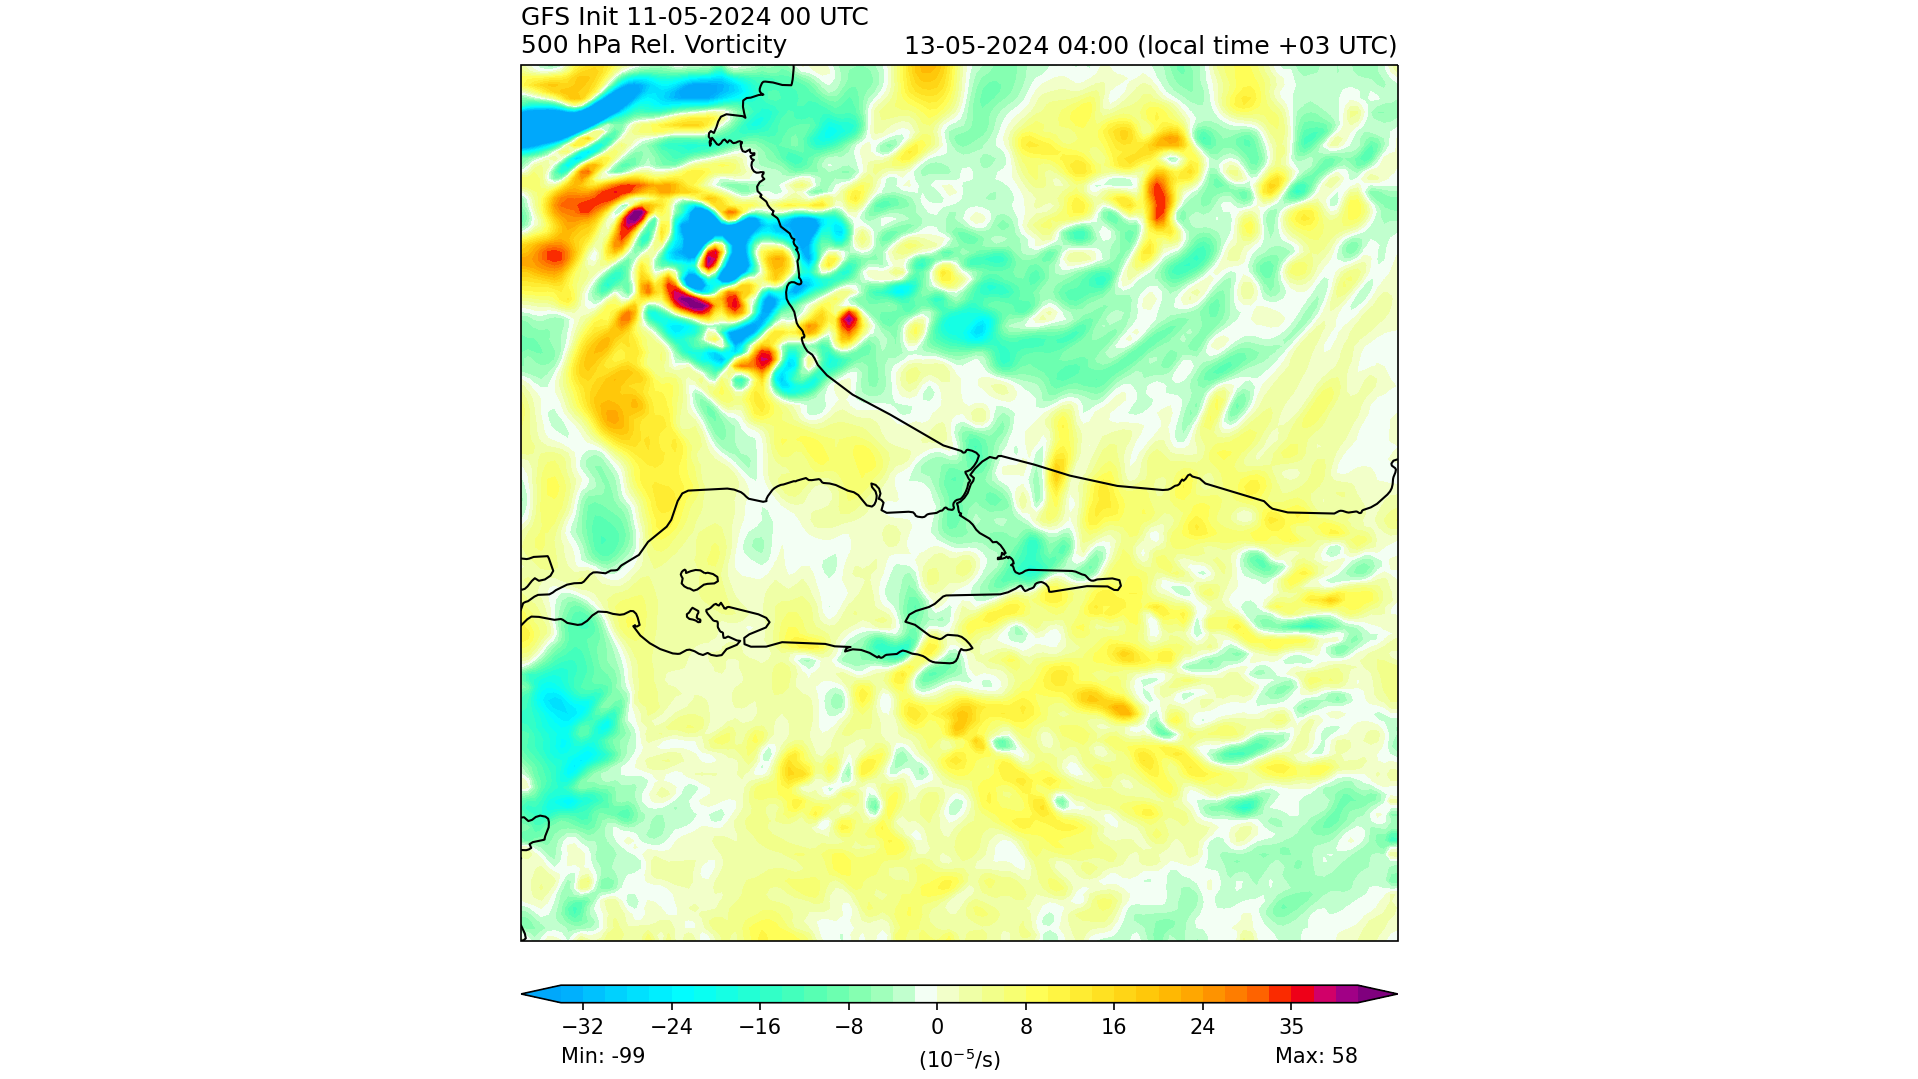 GFS Init 11-05-2024 00 UTC
500 hPa Rel. Vorticity
13-05-2024 04:00 (local time +03 UTC)
−32 −24 −16 −8 0 8 16 24 35
Min: -99
(10⁻⁵/s)
Max: 58